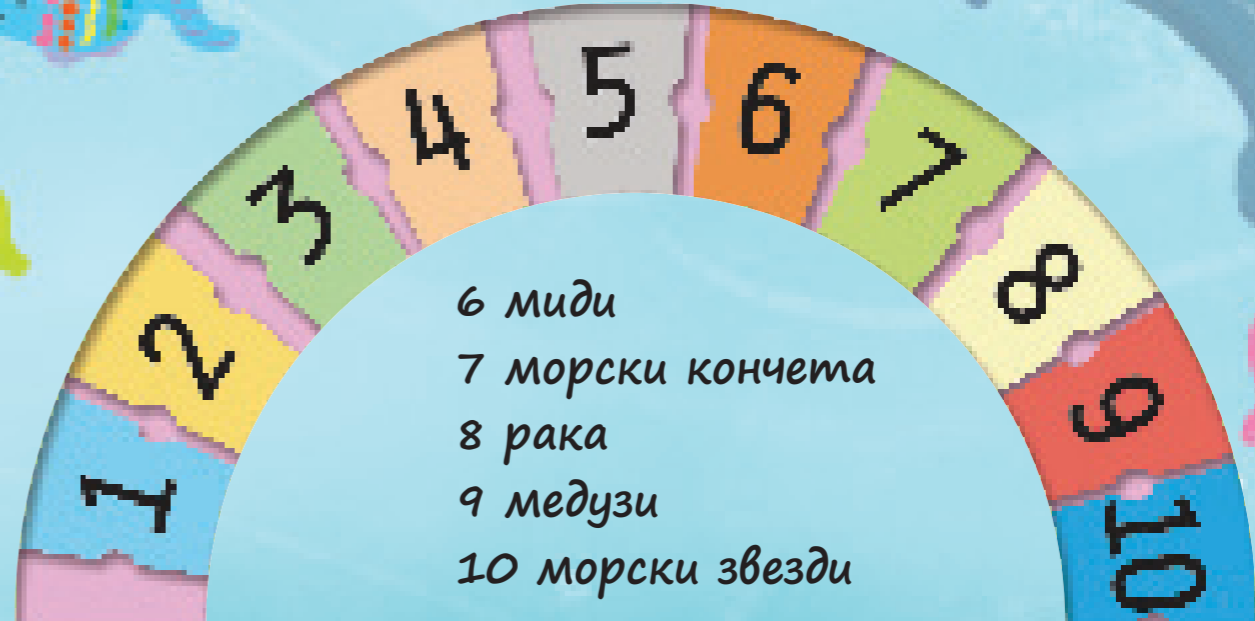 1 2 3 4 5 6 7 8 9 10
6 миди
7 морски кончета
8 рака
9 медузи
10 морски звезди